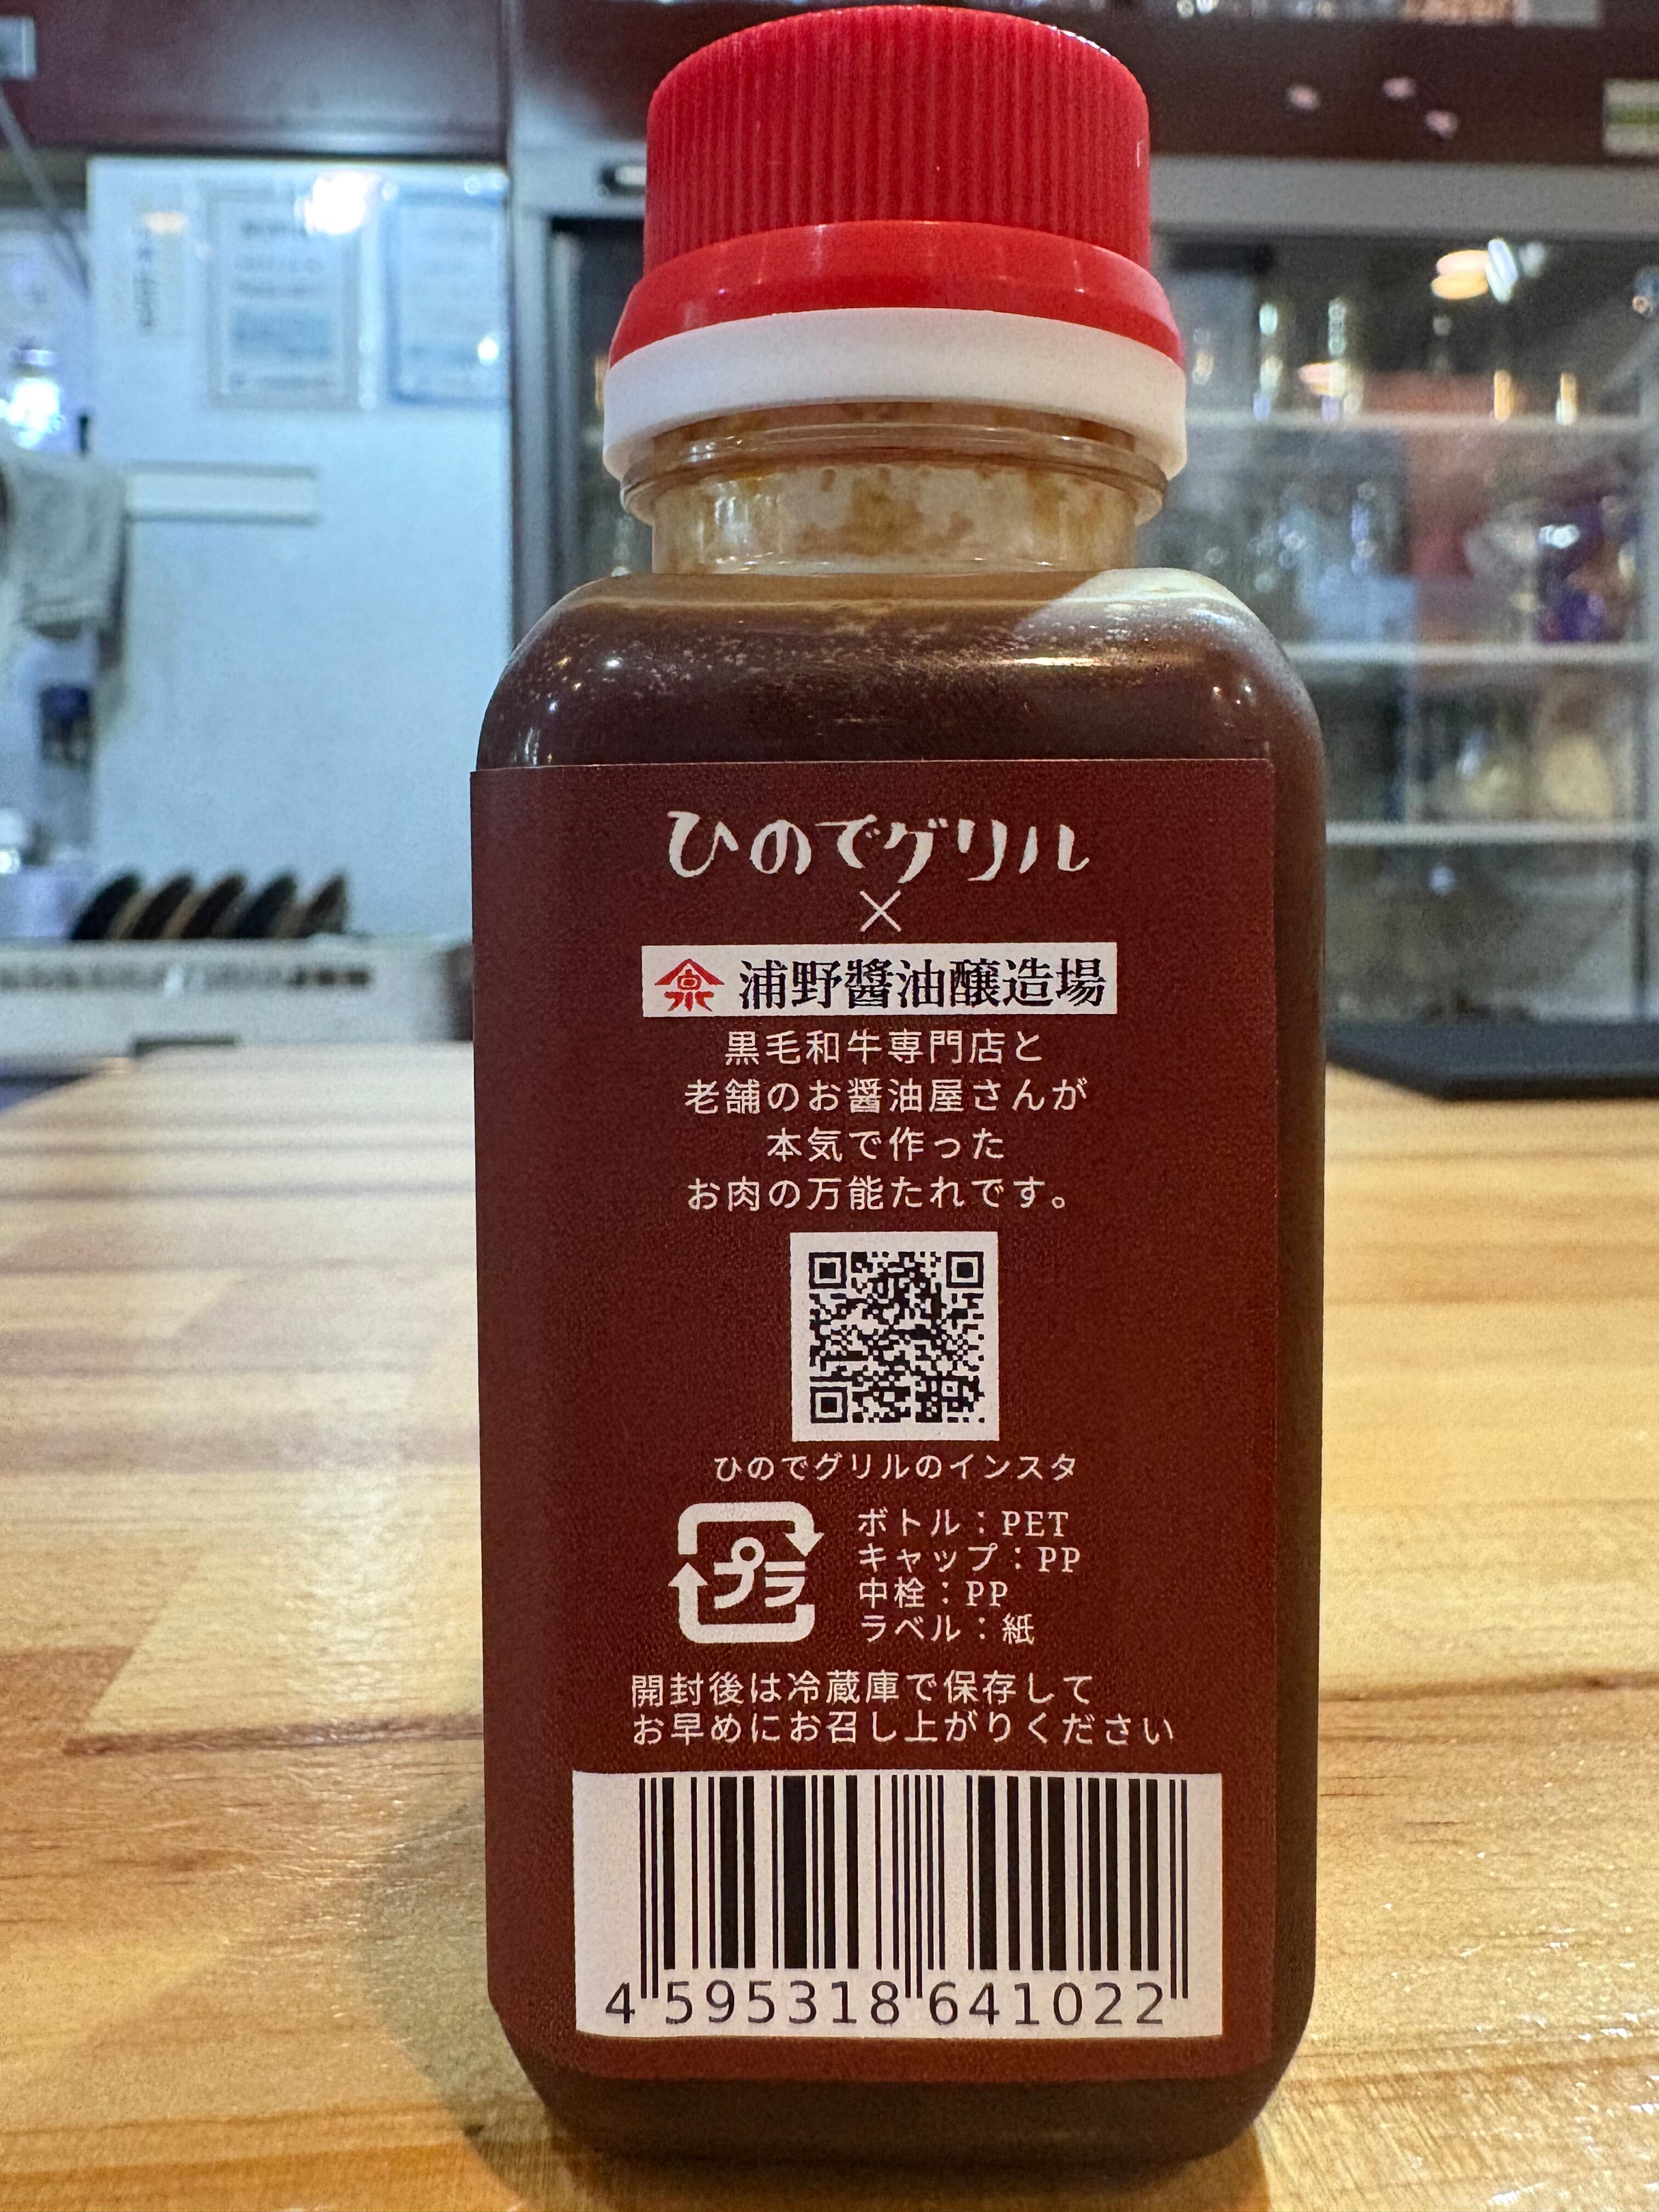 ひのでグリル
×
浦野醬油醸造場
黒毛和牛専門店と
老舗のお醤油屋さんが
本気で作った
お肉の万能たれです。
ひのでグリルのインスタ
プラ
ボトル：PET
キャップ：PP
中栓：PP
ラベル：紙
開封後は冷蔵庫で保存して
お早めにお召し上がりください
4 595318 641022